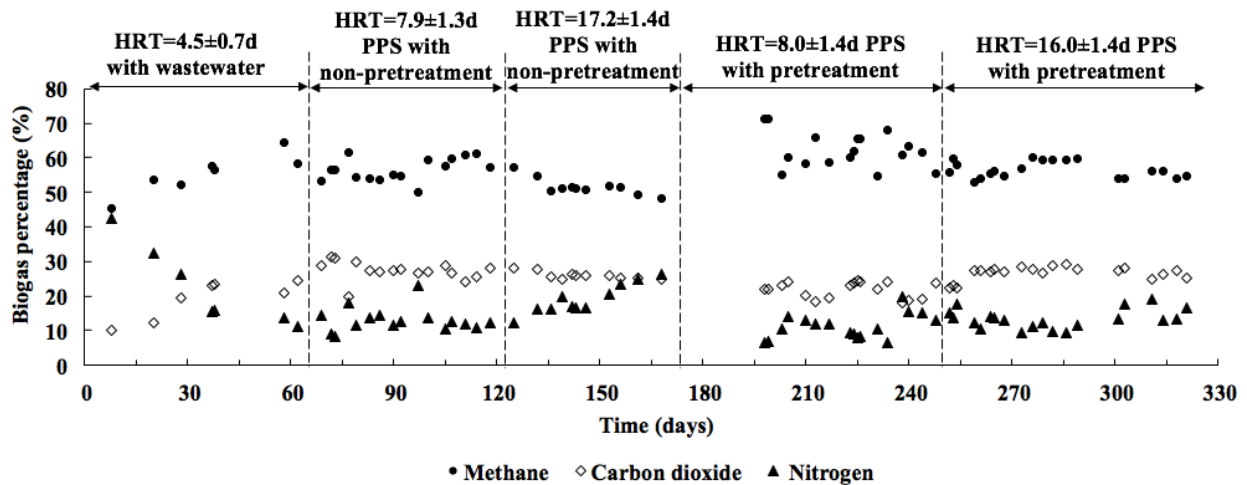 HRT=4.5±0.7d
with wastewater
HRT=7.9±1.3d
PPS with
non-pretreatment
HRT=17.2±1.4d
PPS with
non-pretreatment
HRT=8.0±1.4d PPS
with pretreatment
HRT=16.0±1.4d PPS
with pretreatment
Biogas percentage (%)
80
70
60
50
40
30
20
10
0
0 30 60 90 120 150 180 210 240 270 300 330
Time (days)
Methane Carbon dioxide Nitrogen